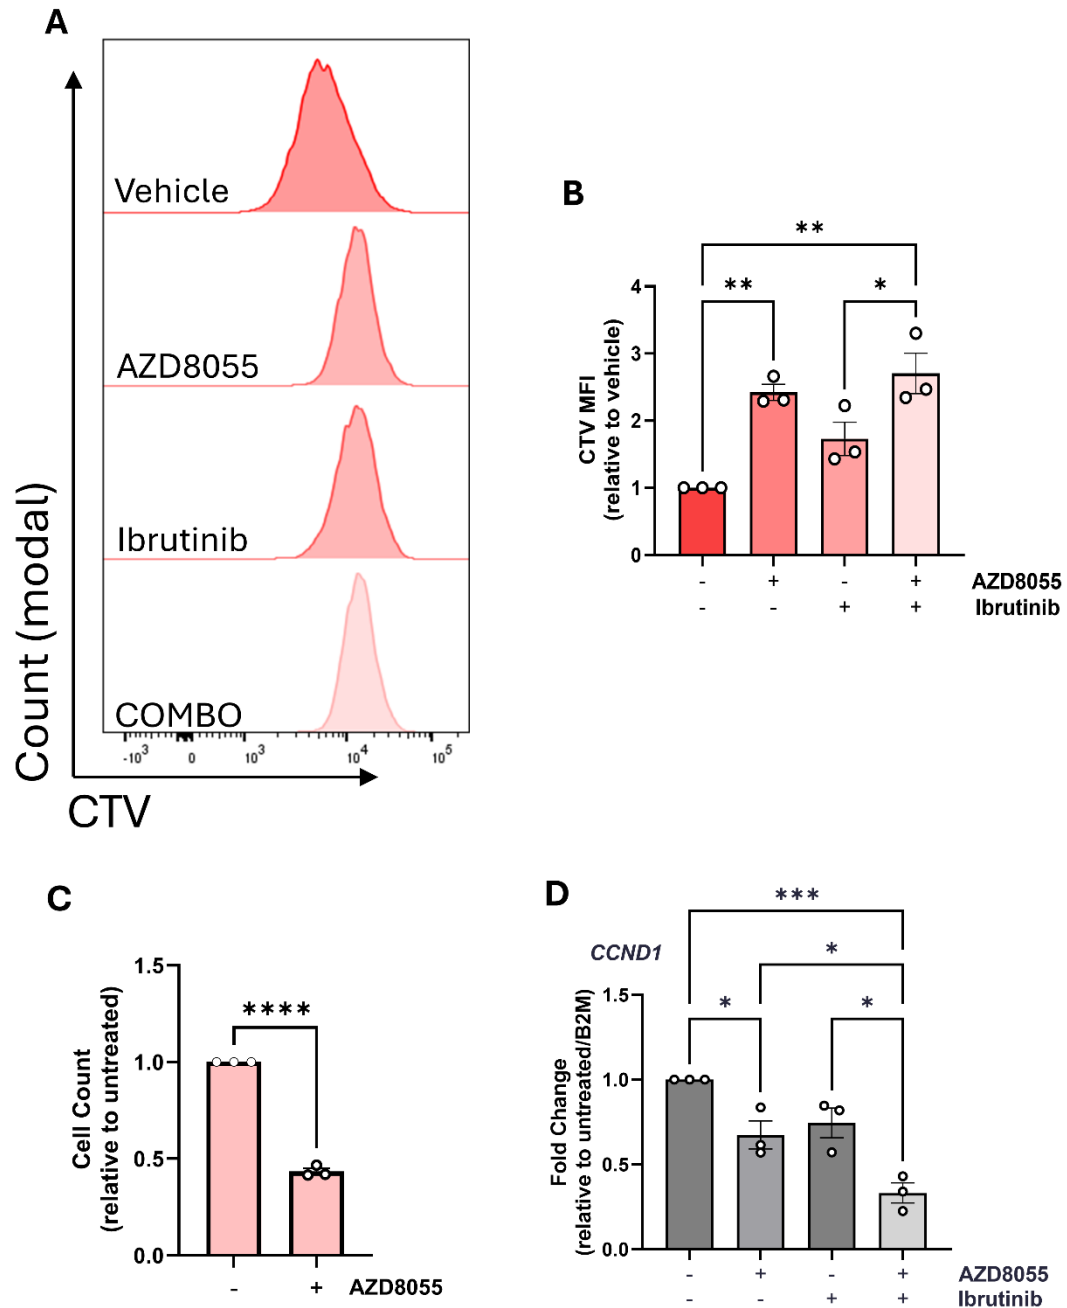 A
Vehicle
AZD8055
Ibrutinib
COMBO
Count (modal)
-10³ 0 10³ 10⁴ 10⁵
CTV
B
**
** *
4
3
2
1
0
CTV MFI
(relative to vehicle)
- + - + AZD8055
- - + + Ibrutinib
C
****
1.5
1.0
0.5
0.0
Cell Count
(relative to untreated)
- + AZD8055
D
***
CCND1
*
* *
1.5
1.0
0.5
0.0
Fold Change
(relative to untreated/B2M)
- + - + AZD8055
- - + + Ibrutinib